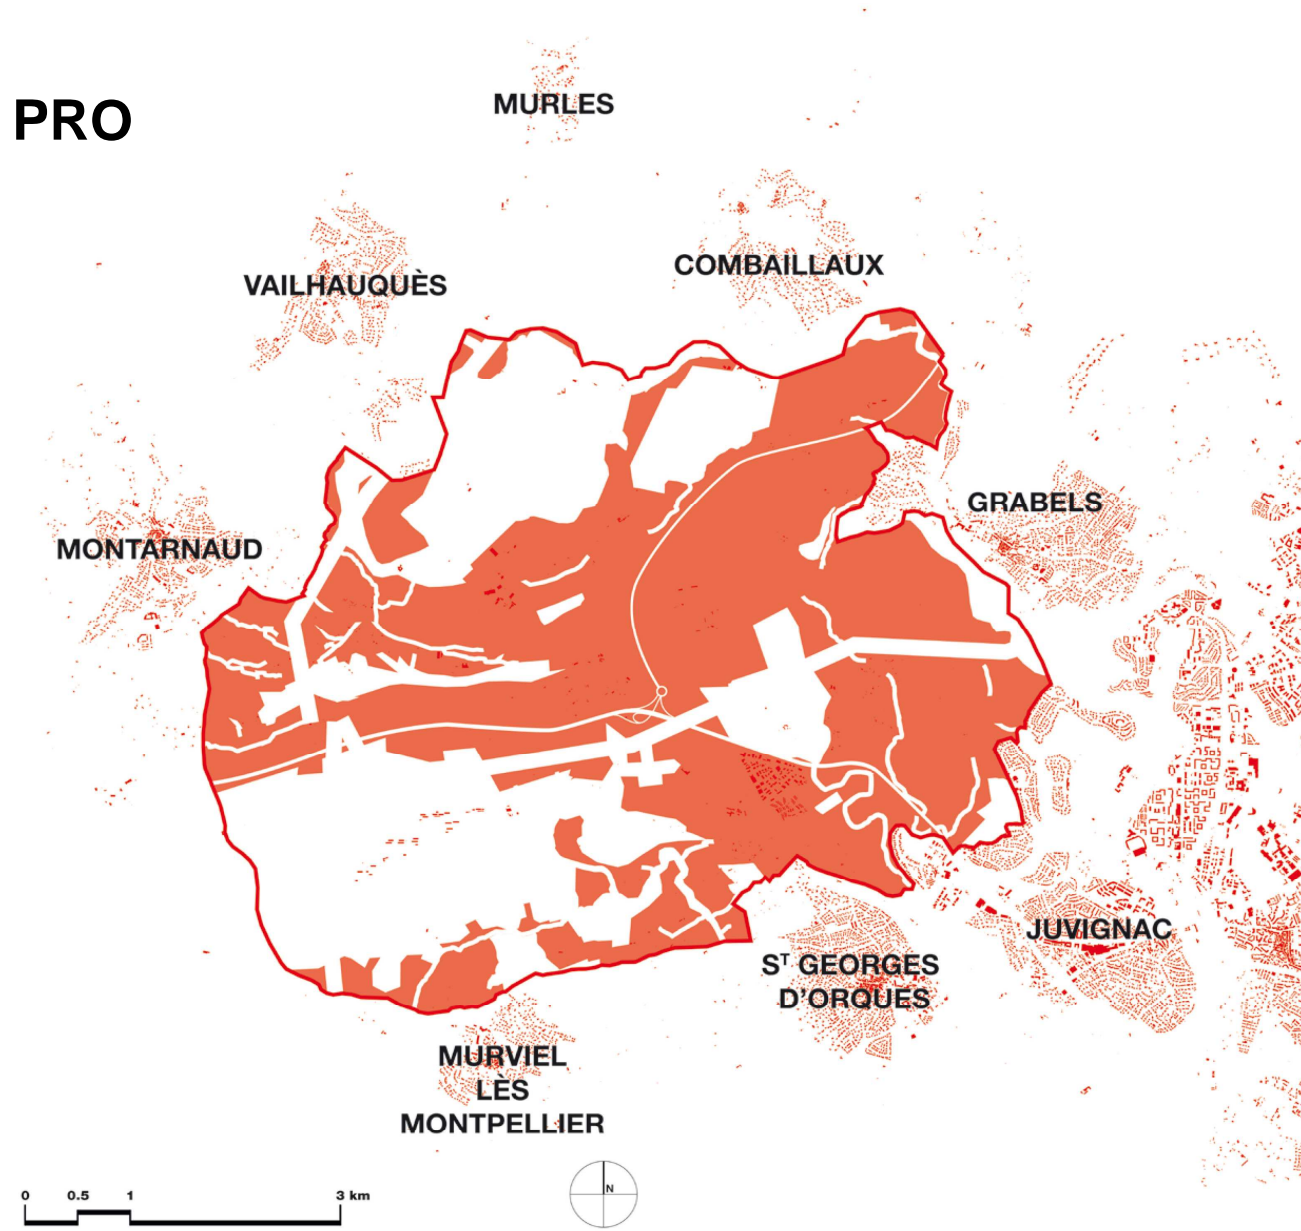 PRO
MURLES
COMBAILLAUX
VAILHAUQUÈS
GRABELS
MONTARNAUD
JUVIGNAC
Sᵀ GEORGES
D'ORQUES
MURVIEL
LÈS
MONTPELLIER
0 0.5 1 3 km
N